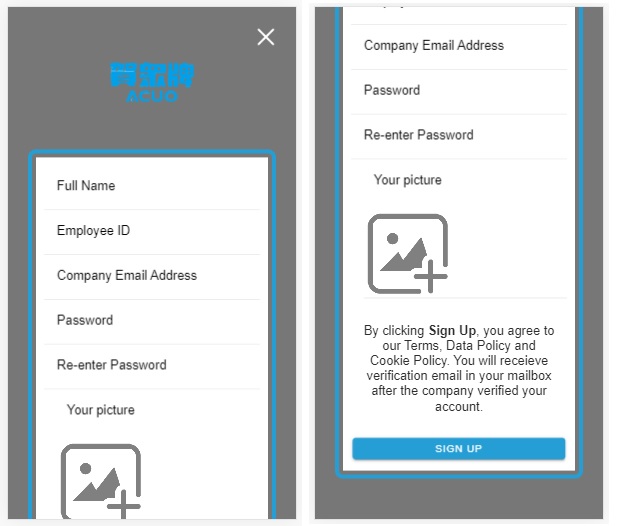 ACUO
Full Name
Employee ID
Company Email Address
Password
Re-enter Password
Your picture
Company Email Address
Password
Re-enter Password
Your picture
By clicking Sign Up, you agree to
our Terms, Data Policy and
Cookie Policy. You will receieve
verification email in your mailbox
after the company verified your
account.
SIGN UP